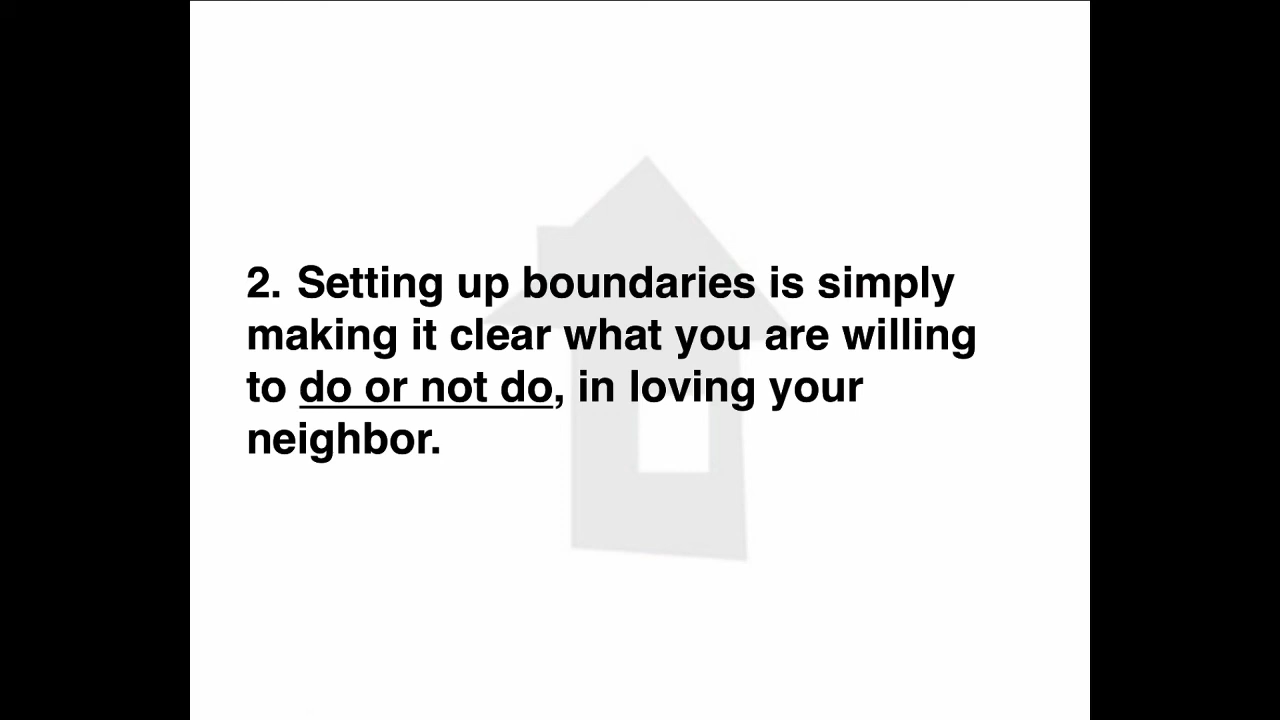 2. Setting up boundaries is simply
making it clear what you are willing
to do or not do, in loving your
neighbor.